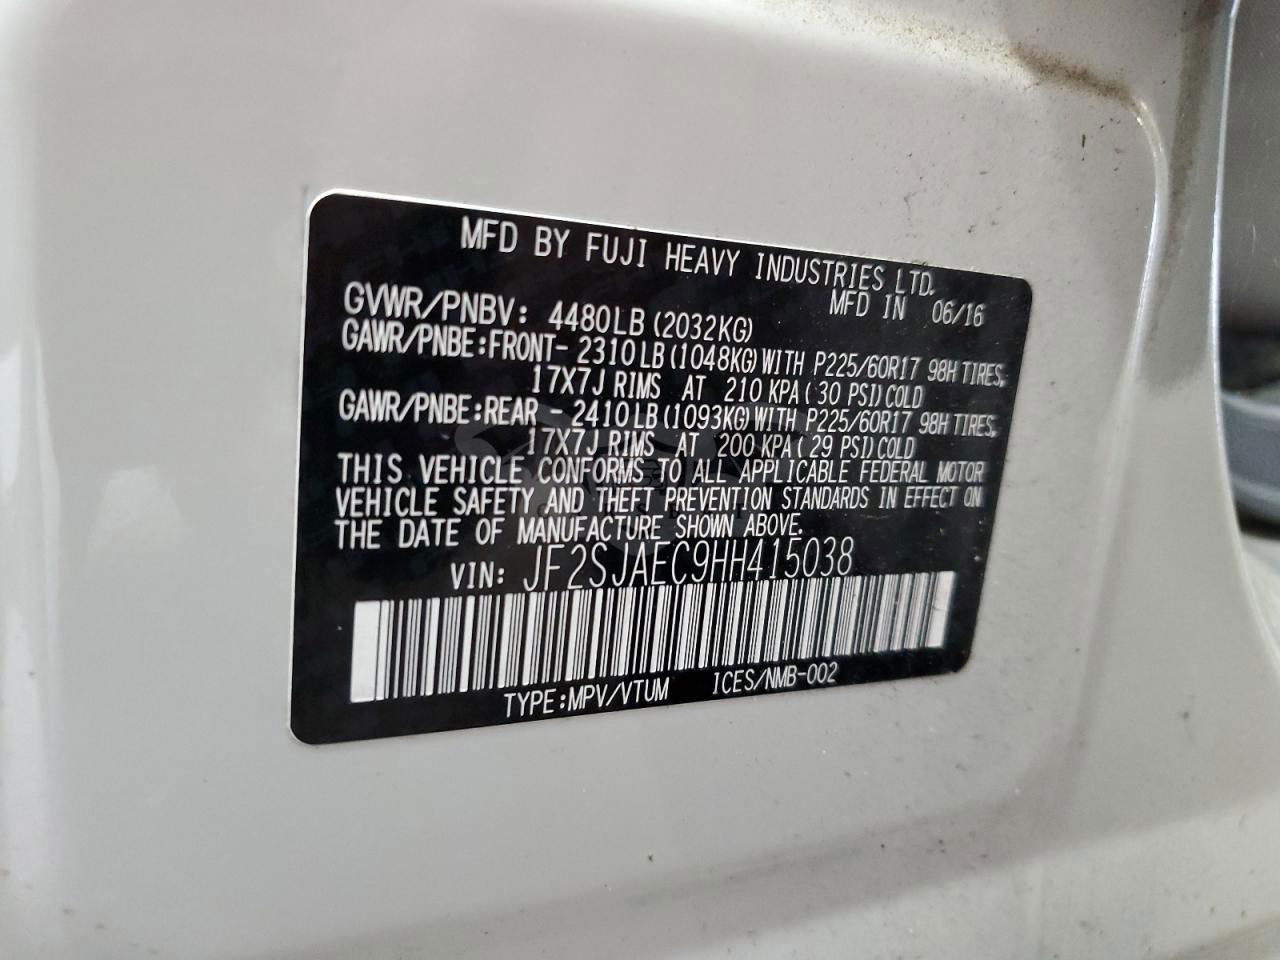 MFD BY FUJI HEAVY INDUSTRIES LTD.
MFD IN 06/16
GVWR/PNBV: 4480LB (2032KG)
GAWR/PNBE:FRONT- 2310LB (1048KG)WITH P225/60R17 98H TIRES,
17X7J RIMS AT 210 KPA( 30 PSI)COLD
GAWR/PNBE:REAR - 2410LB (1093KG)WITH P225/60R17 98H TIRES,
17X7J RIMS AT 200 KPA( 29 PSI)COLD
THIS VEHICLE CONFORMS TO ALL APPLICABLE FEDERAL MOTOR
VEHICLE SAFETY AND THEFT PREVENTION STANDARDS IN EFFECT ON
THE DATE OF MANUFACTURE SHOWN ABOVE.
VIN: JF2SJAEC9HH415038
TYPE:MPV/VTUM ICES/NMB-002